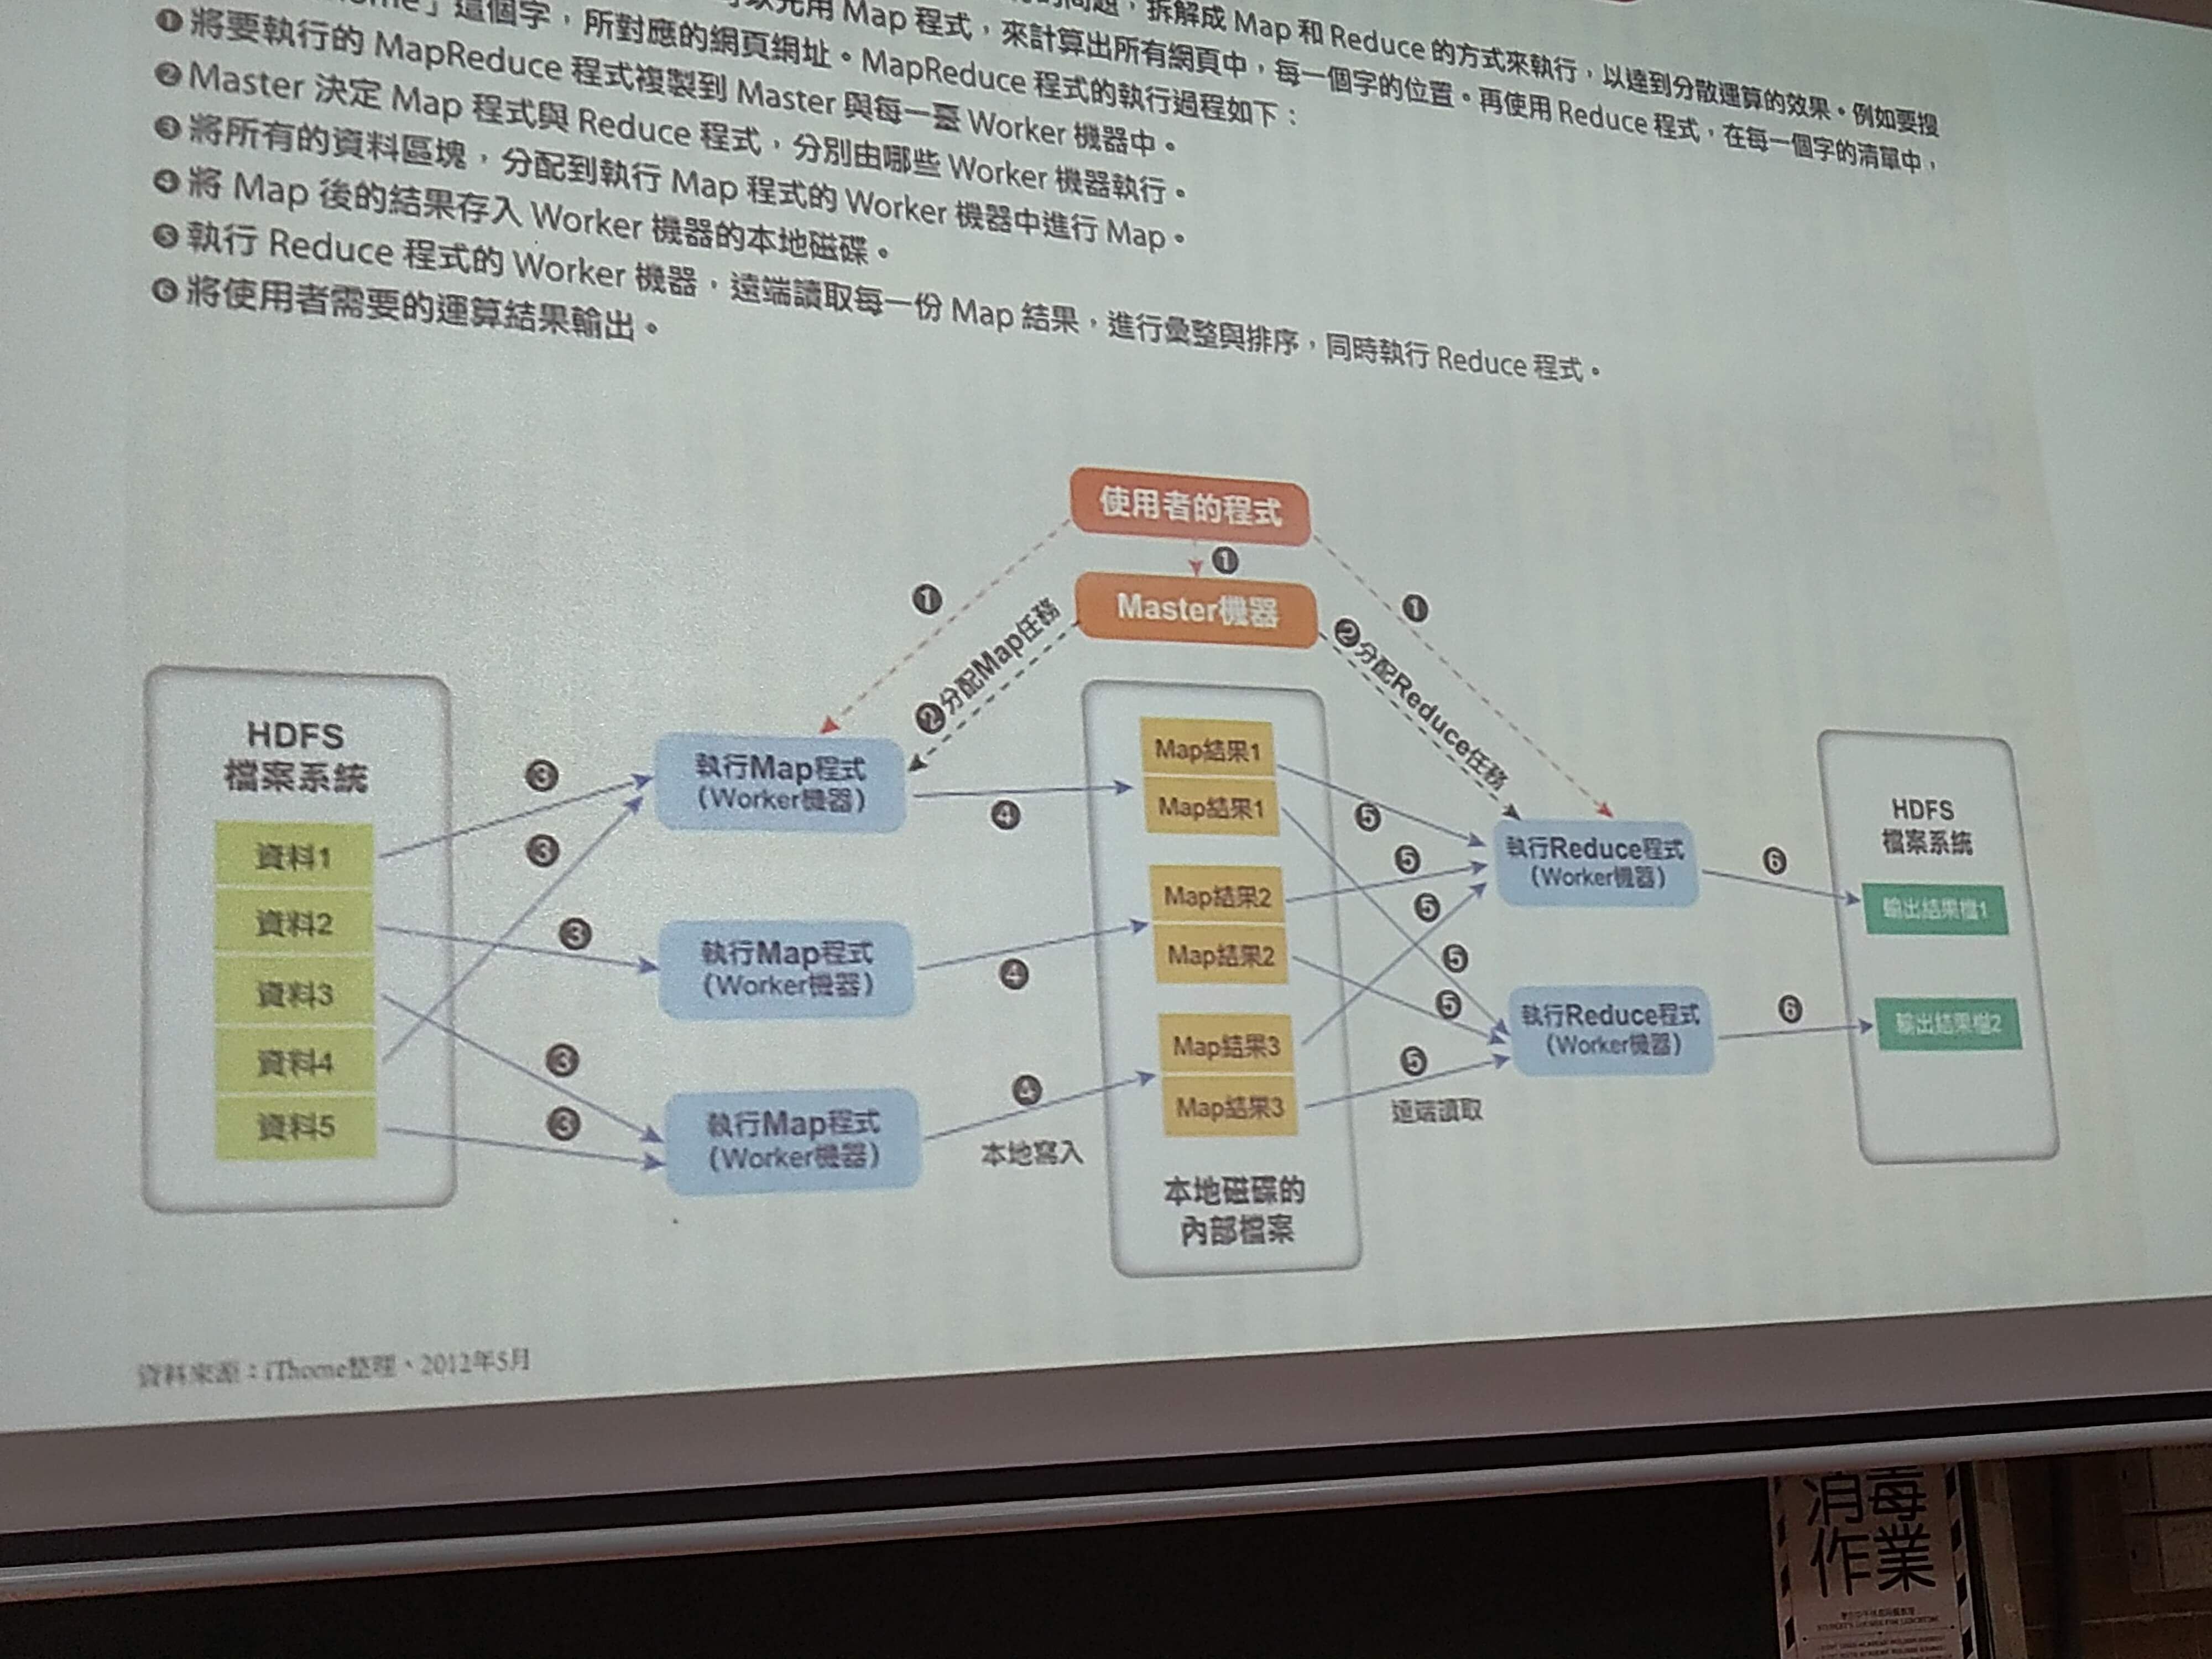 」這個字，所對應的網頁網址。MapReduce 程式的執行過程如下：
用 Map 程式，來計算出所有網頁中，每一個字的位置。再使用 Reduce 程式，在每一個字的清單中，
拆解成 Map 和 Reduce 的方式來執行，以達到分散運算的效果。例如要搜
❶將要執行的 MapReduce 程式複製到 Master 與每一臺 Worker 機器中。
❷Master 決定 Map 程式與 Reduce 程式，分別由哪些 Worker 機器執行。
❸將所有的資料區塊，分配到執行 Map 程式的 Worker 機器中進行 Map。
❹將 Map 後的結果存入 Worker 機器的本地磁碟。
❺執行 Reduce 程式的 Worker 機器，遠端讀取每一份 Map 結果，進行彙整與排序，同時執行 Reduce 程式。
❻將使用者需要的運算結果輸出。
使用者的程式
❶
❶
❶
Master機器
❷分配Map任務
❷分配Reduce任務
HDFS
檔案系統
資料1
資料2
資料3
資料4
資料5
❸
❸
❸
❸
❸
執行Map程式
(Worker機器)
執行Map程式
(Worker機器)
執行Map程式
(Worker機器)
❹
❹
❹
本地寫入
Map結果1
Map結果1
Map結果2
Map結果2
Map結果3
Map結果3
本地磁碟的
內部檔案
❺
❺
❺
❺
❺
❺
遠端讀取
執行Reduce程式
(Worker機器)
執行Reduce程式
(Worker機器)
❻
❻
HDFS
檔案系統
輸出結果檔1
輸出結果檔2
資料來源：iThome整理、2012年5月
消毒
作業